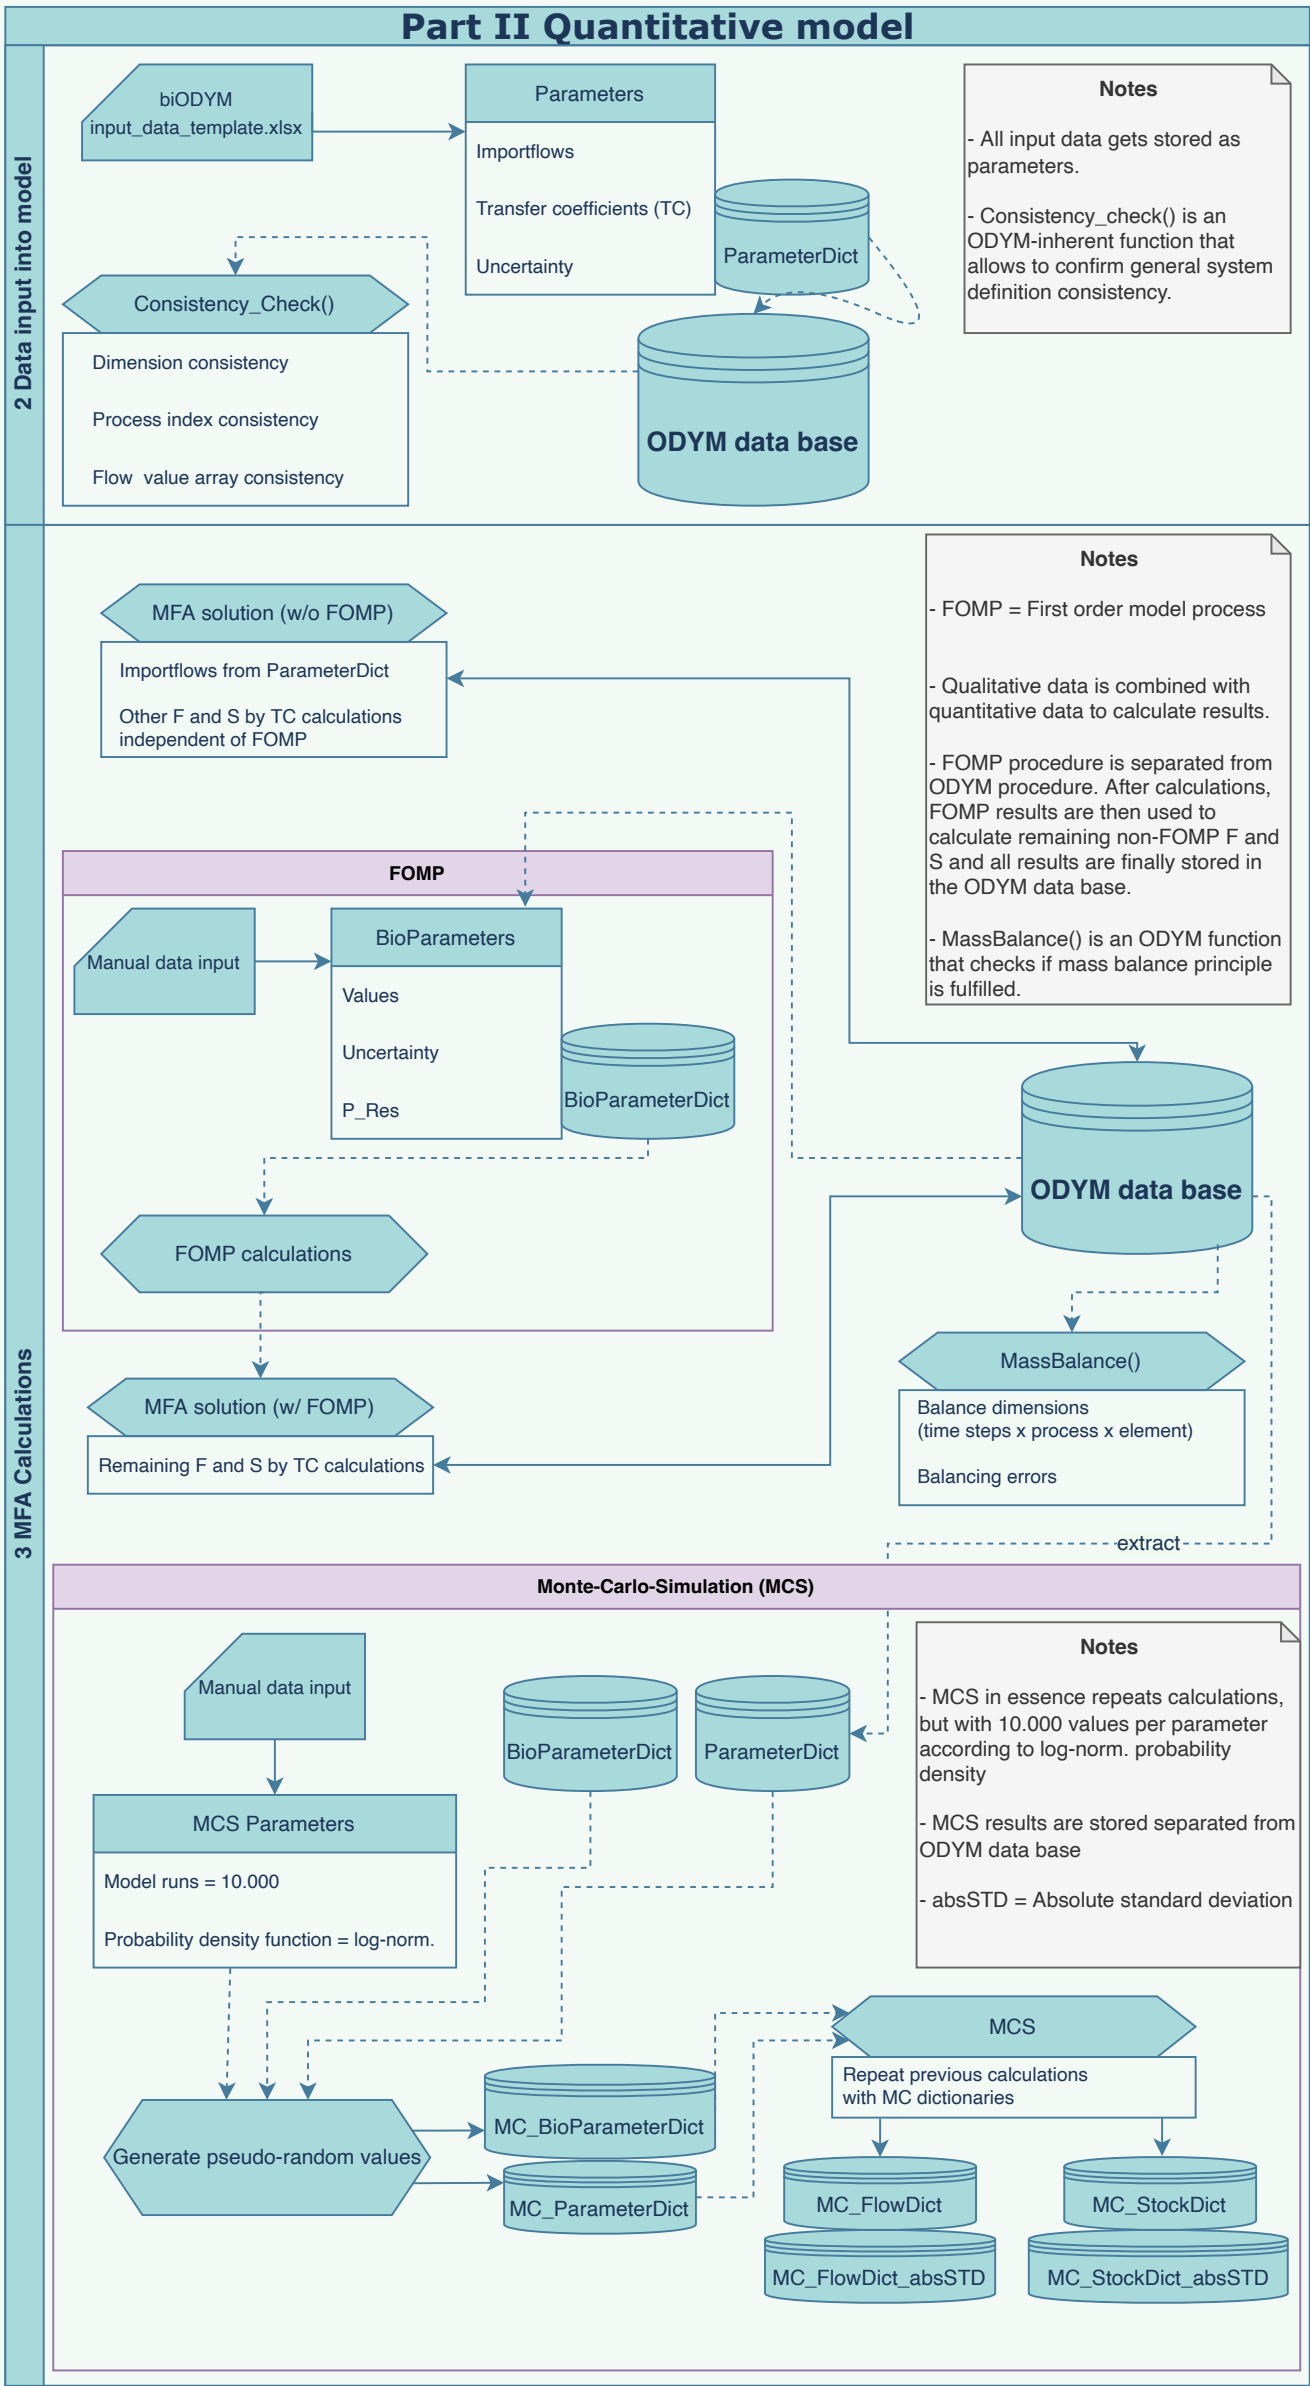 Part II Quantitative model
2 Data input into model
biODYM
input_data_template.xlsx
Parameters
Importflows
Transfer coefficients (TC)
Uncertainty
ParameterDict
Notes
- All input data gets stored as
parameters.
- Consistency_check() is an
ODYM-inherent function that
allows to confirm general system
definition consistency.
Consistency_Check()
Dimension consistency
Process index consistency
Flow  value array consistency
ODYM data base
3 MFA Calculations
Notes
- FOMP = First order model process
- Qualitative data is combined with
quantitative data to calculate results.
- FOMP procedure is separated from
ODYM procedure. After calculations,
FOMP results are then used to
calculate remaining non-FOMP F and
S and all results are finally stored in
the ODYM data base.
- MassBalance() is an ODYM function
that checks if mass balance principle
is fulfilled.
MFA solution (w/o FOMP)
Importflows from ParameterDict
Other F and S by TC calculations
independent of FOMP
FOMP
Manual data input
BioParameters
Values
Uncertainty
P_Res
BioParameterDict
FOMP calculations
ODYM data base
MFA solution (w/ FOMP)
Remaining F and S by TC calculations
MassBalance()
Balance dimensions
(time steps x process x element)
Balancing errors
extract
Monte-Carlo-Simulation (MCS)
Manual data input
BioParameterDict
ParameterDict
Notes
- MCS in essence repeats calculations,
but with 10.000 values per parameter
according to log-norm. probability
density
- MCS results are stored separated from
ODYM data base
- absSTD = Absolute standard deviation
MCS Parameters
Model runs = 10.000
Probability density function = log-norm.
Generate pseudo-random values
MC_BioParameterDict
MC_ParameterDict
MCS
Repeat previous calculations
with MC dictionaries
MC_FlowDict
MC_FlowDict_absSTD
MC_StockDict
MC_StockDict_absSTD